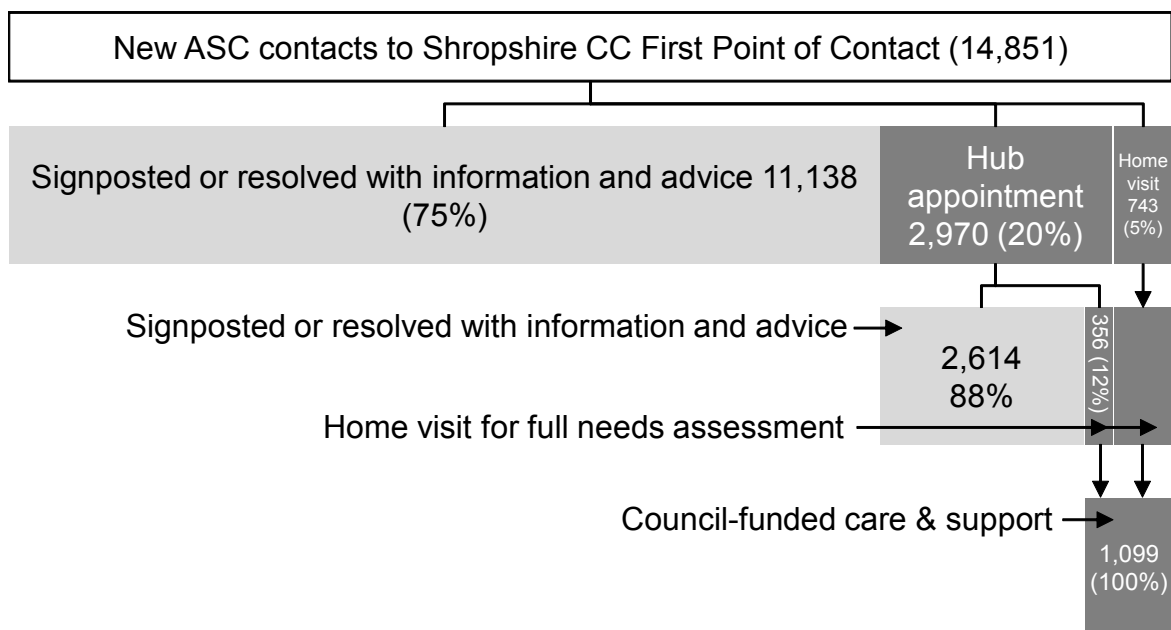 New ASC contacts to Shropshire CC First Point of Contact (14,851)
Signposted or resolved with information and advice 11,138
(75%)
Hub
appointment
2,970 (20%)
Home
visit
743
(5%)
Signposted or resolved with information and advice
2,614
88%
356 (12%)
Home visit for full needs assessment
Council-funded care & support
1,099
(100%)